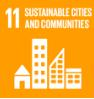 11 SUSTAINABLE CITIES
AND COMMUNITIES